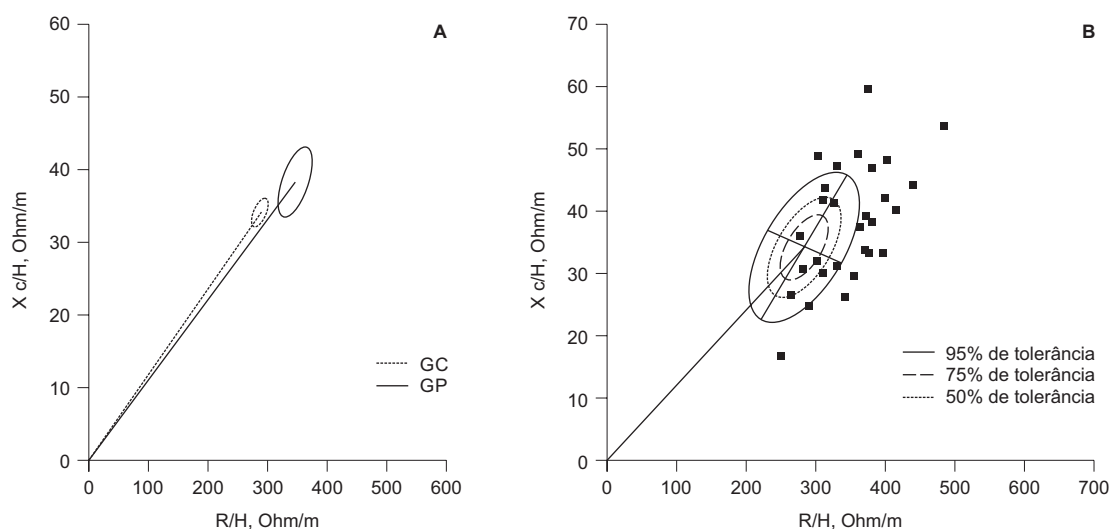 A
60
50
40
30
20
10
0
X c/H, Ohm/m
0 100 200 300 400 500 600
R/H, Ohm/m
GC
GP
B
70
60
50
40
30
20
10
0
X c/H, Ohm/m
0 100 200 300 400 500 600 700
R/H, Ohm/m
95% de tolerância
75% de tolerância
50% de tolerância